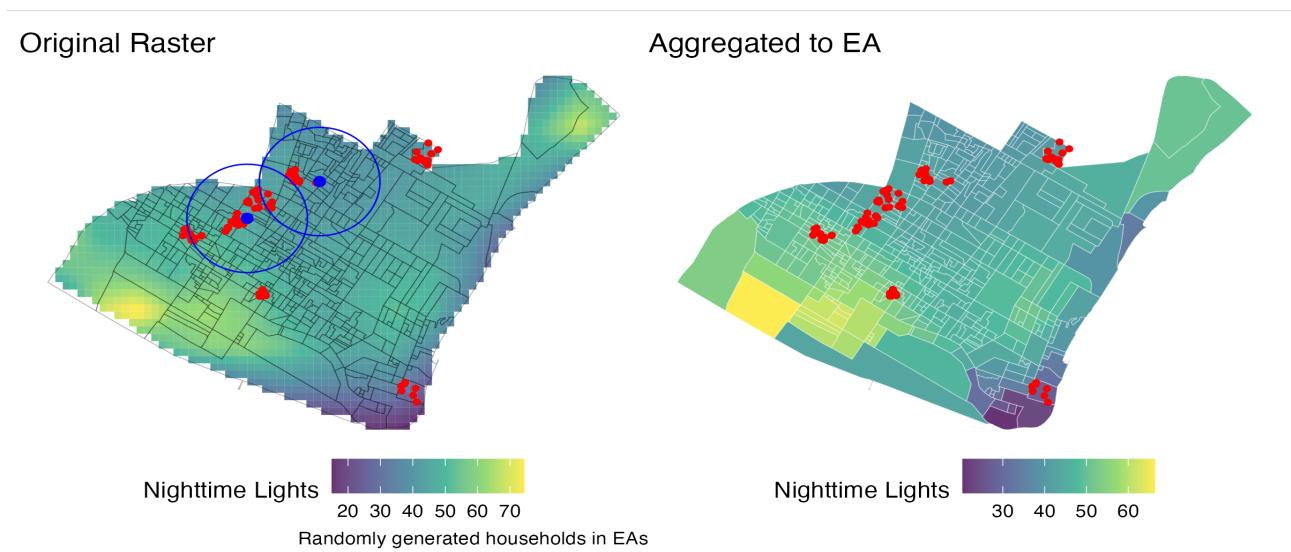 Original Raster
Aggregated to EA
Nighttime Lights
20 30 40 50 60 70
Randomly generated households in EAs
Nighttime Lights
30 40 50 60